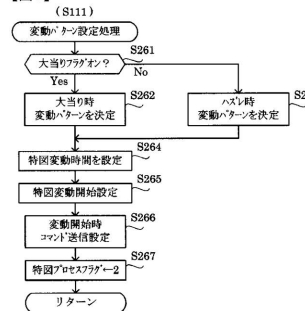 (S111)
変動パターン設定処理
S261
大当りフラグオン?
No
Yes
S262
大当り時
変動パターンを決定
ハズレ時
変動パターンを決定
S264
特図変動時間を設定
S265
特図変動開始設定
S266
変動開始時
コマンド送信設定
S267
特図プロセスフラグ←2
リターン